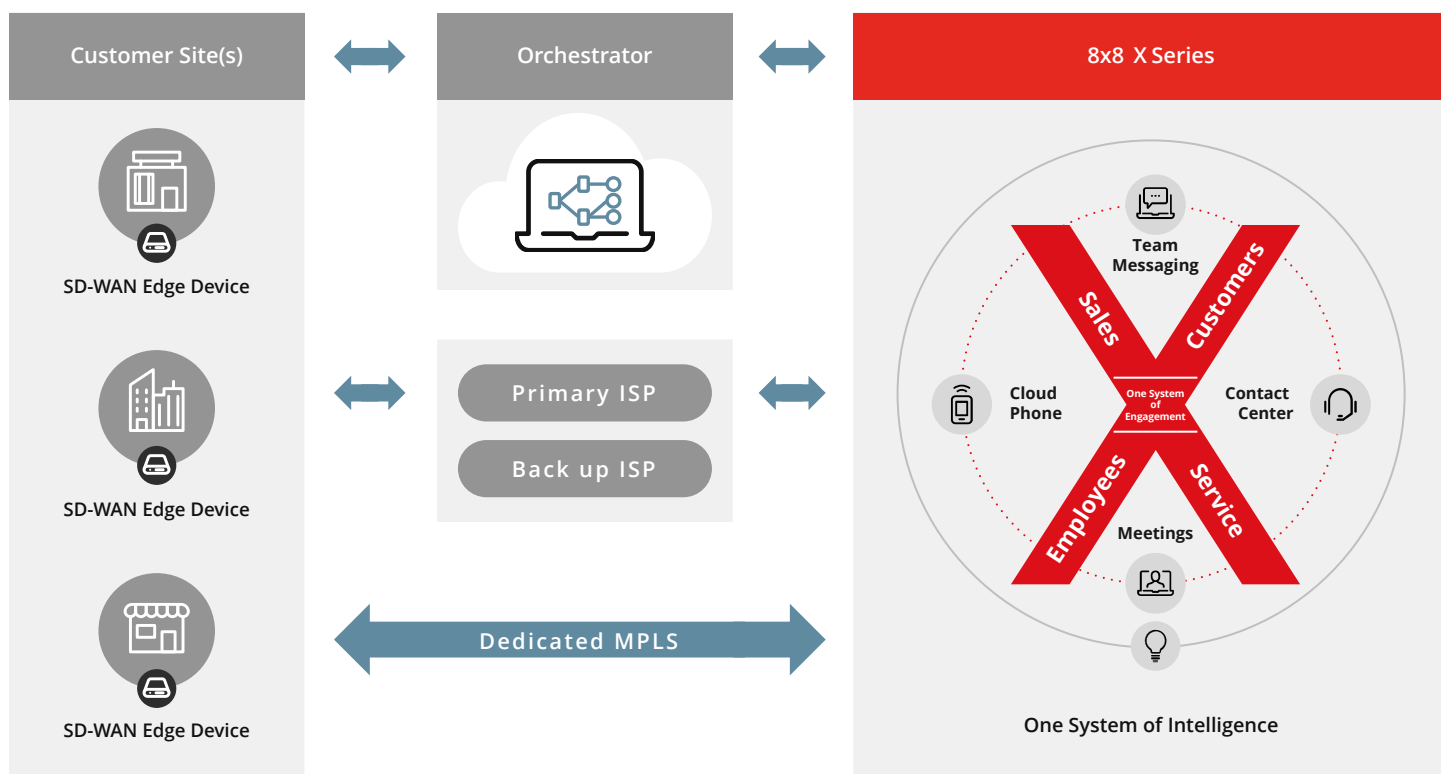 Customer Site(s)
Orchestrator
8x8 X Series
SD-WAN Edge Device
SD-WAN Edge Device
SD-WAN Edge Device
Primary ISP
Back up ISP
Dedicated MPLS
Team
Messaging
Sales
Customers
Cloud
Phone
One System
of
Engagement
Contact
Center
Employees
Service
Meetings
One System of Intelligence